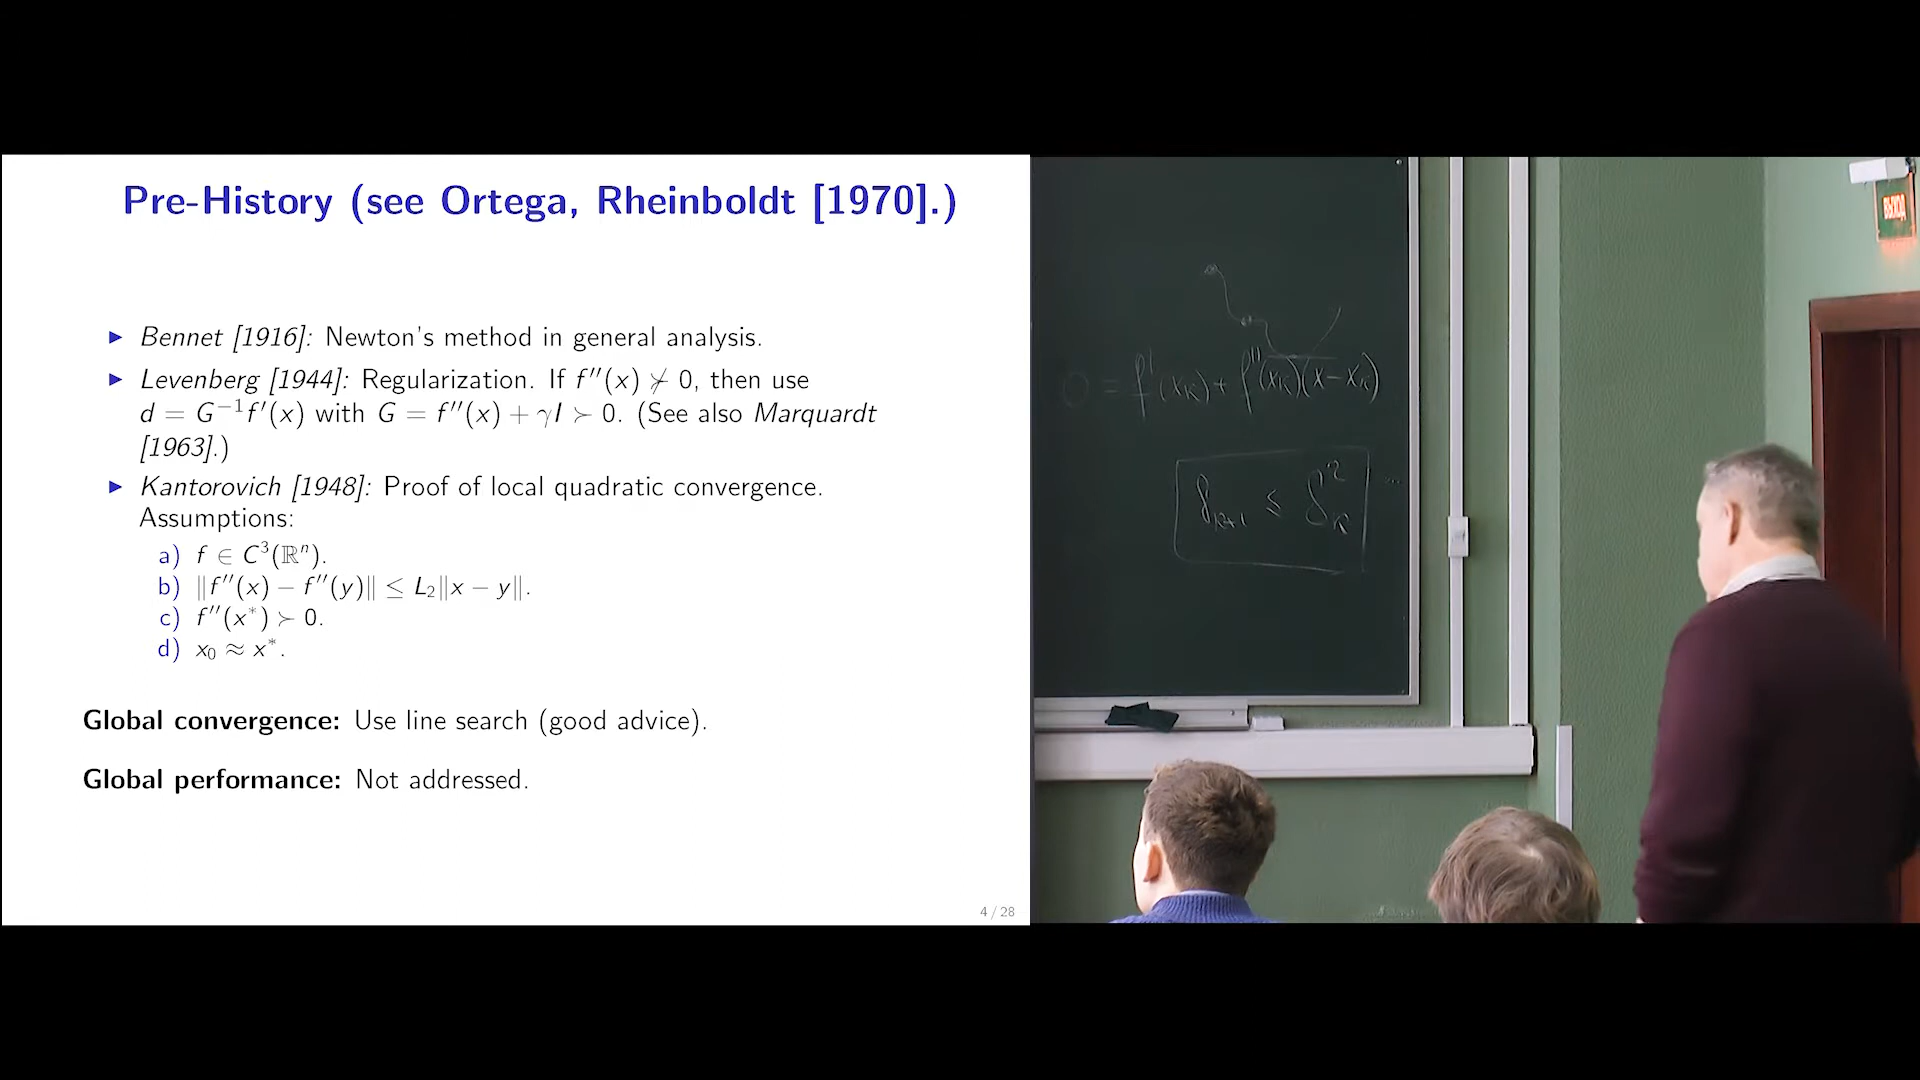 Pre-History (see Ortega, Rheinboldt [1970].)
▶ Bennet [1916]: Newton's method in general analysis.
▶ Levenberg [1944]: Regularization. If f″(x) ⊁ 0, then use
d = G⁻¹f′(x) with G = f″(x) + γI ≻ 0. (See also Marquardt
[1963].)
▶ Kantorovich [1948]: Proof of local quadratic convergence.
Assumptions:
a) f ∈ C³(ℝⁿ).
b) ‖f″(x) − f″(y)‖ ≤ L₂‖x − y‖.
c) f″(x*) ≻ 0.
d) x₀ ≈ x*.
Global convergence: Use line search (good advice).
Global performance: Not addressed.
4 / 28
0 = f′(xₖ) + f″(xₖ)(x − xₖ)
δₖ₊₁ ≤ δₖ²
ВЫХОД